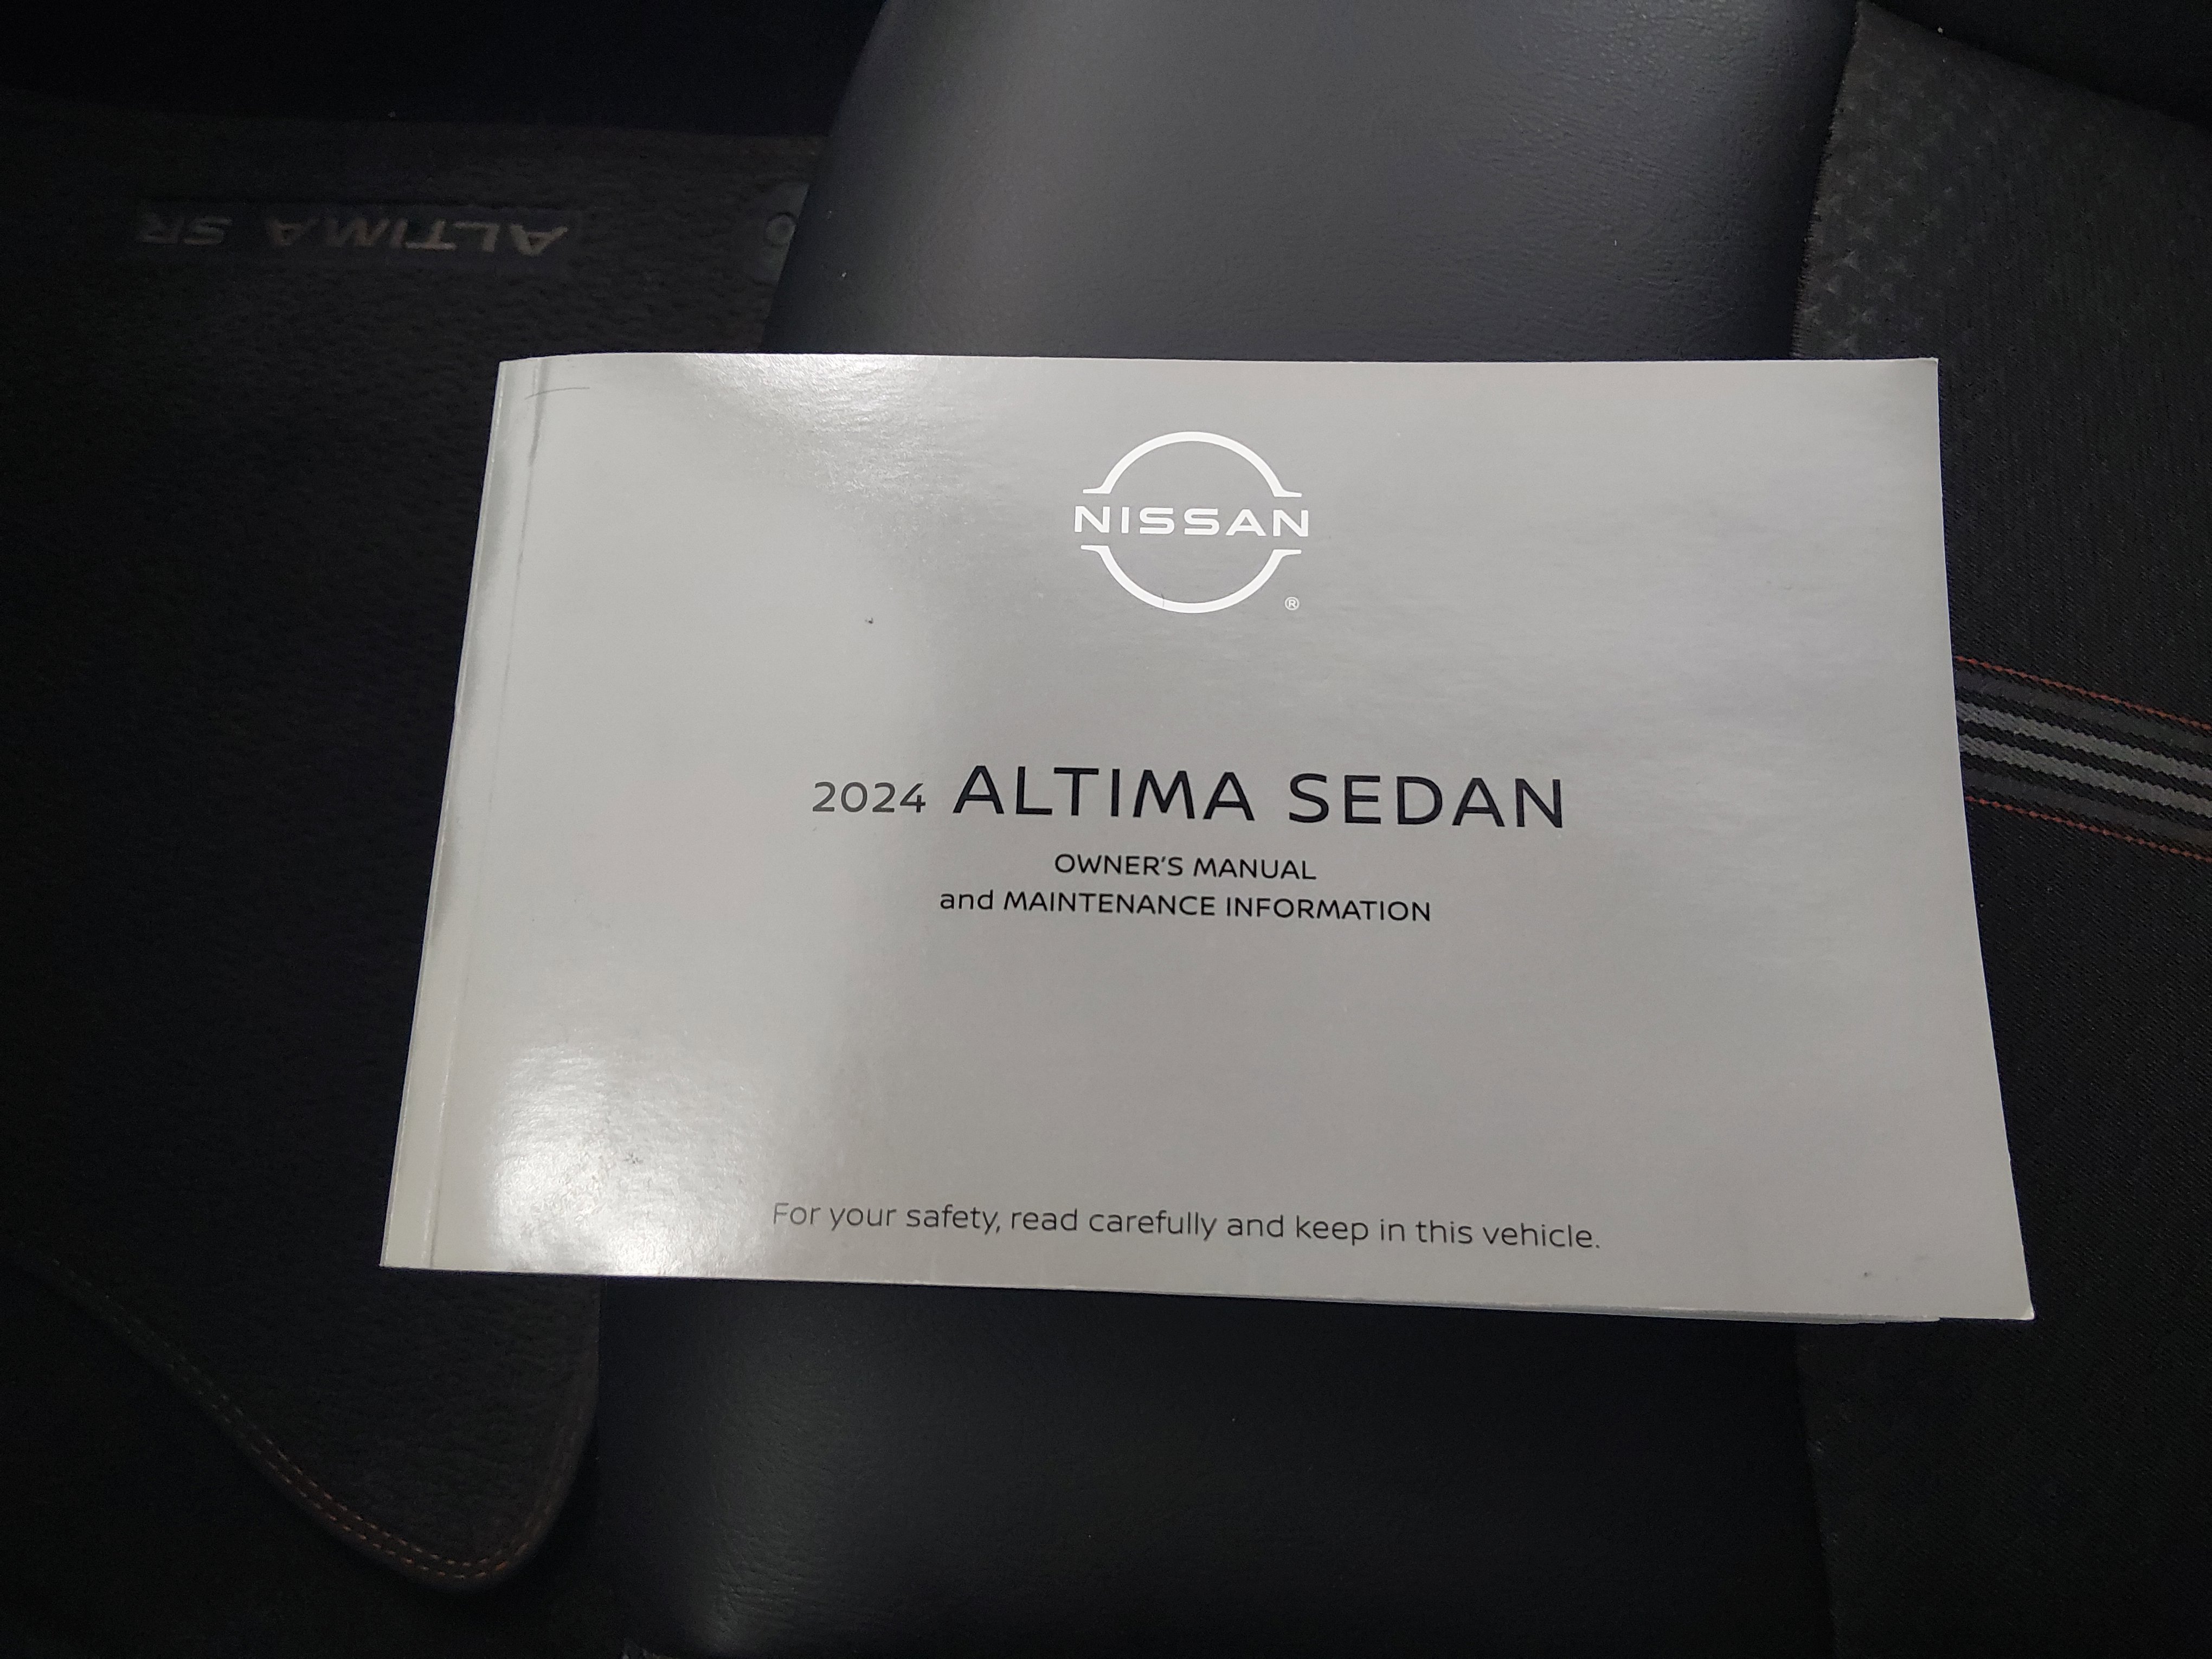 ALTIMA SR
NISSAN
®
2024 ALTIMA SEDAN
OWNER'S MANUAL
and MAINTENANCE INFORMATION
For your safety, read carefully and keep in this vehicle.